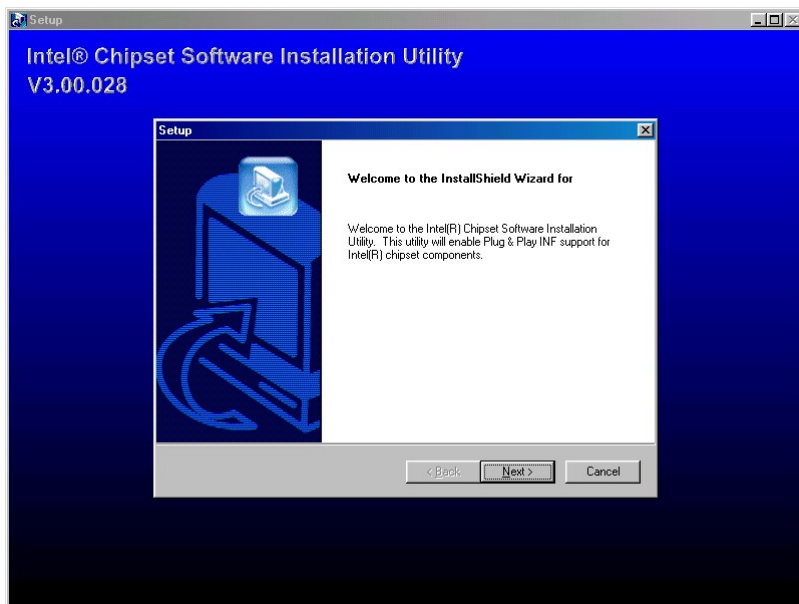 Setup
Intel® Chipset Software Installation Utility
V3.00.028
Setup
Welcome to the InstallShield Wizard for
Welcome to the Intel(R) Chipset Software Installation
Utility. This utility will enable Plug & Play INF support for
Intel(R) chipset components.
< Back
Next >
Cancel